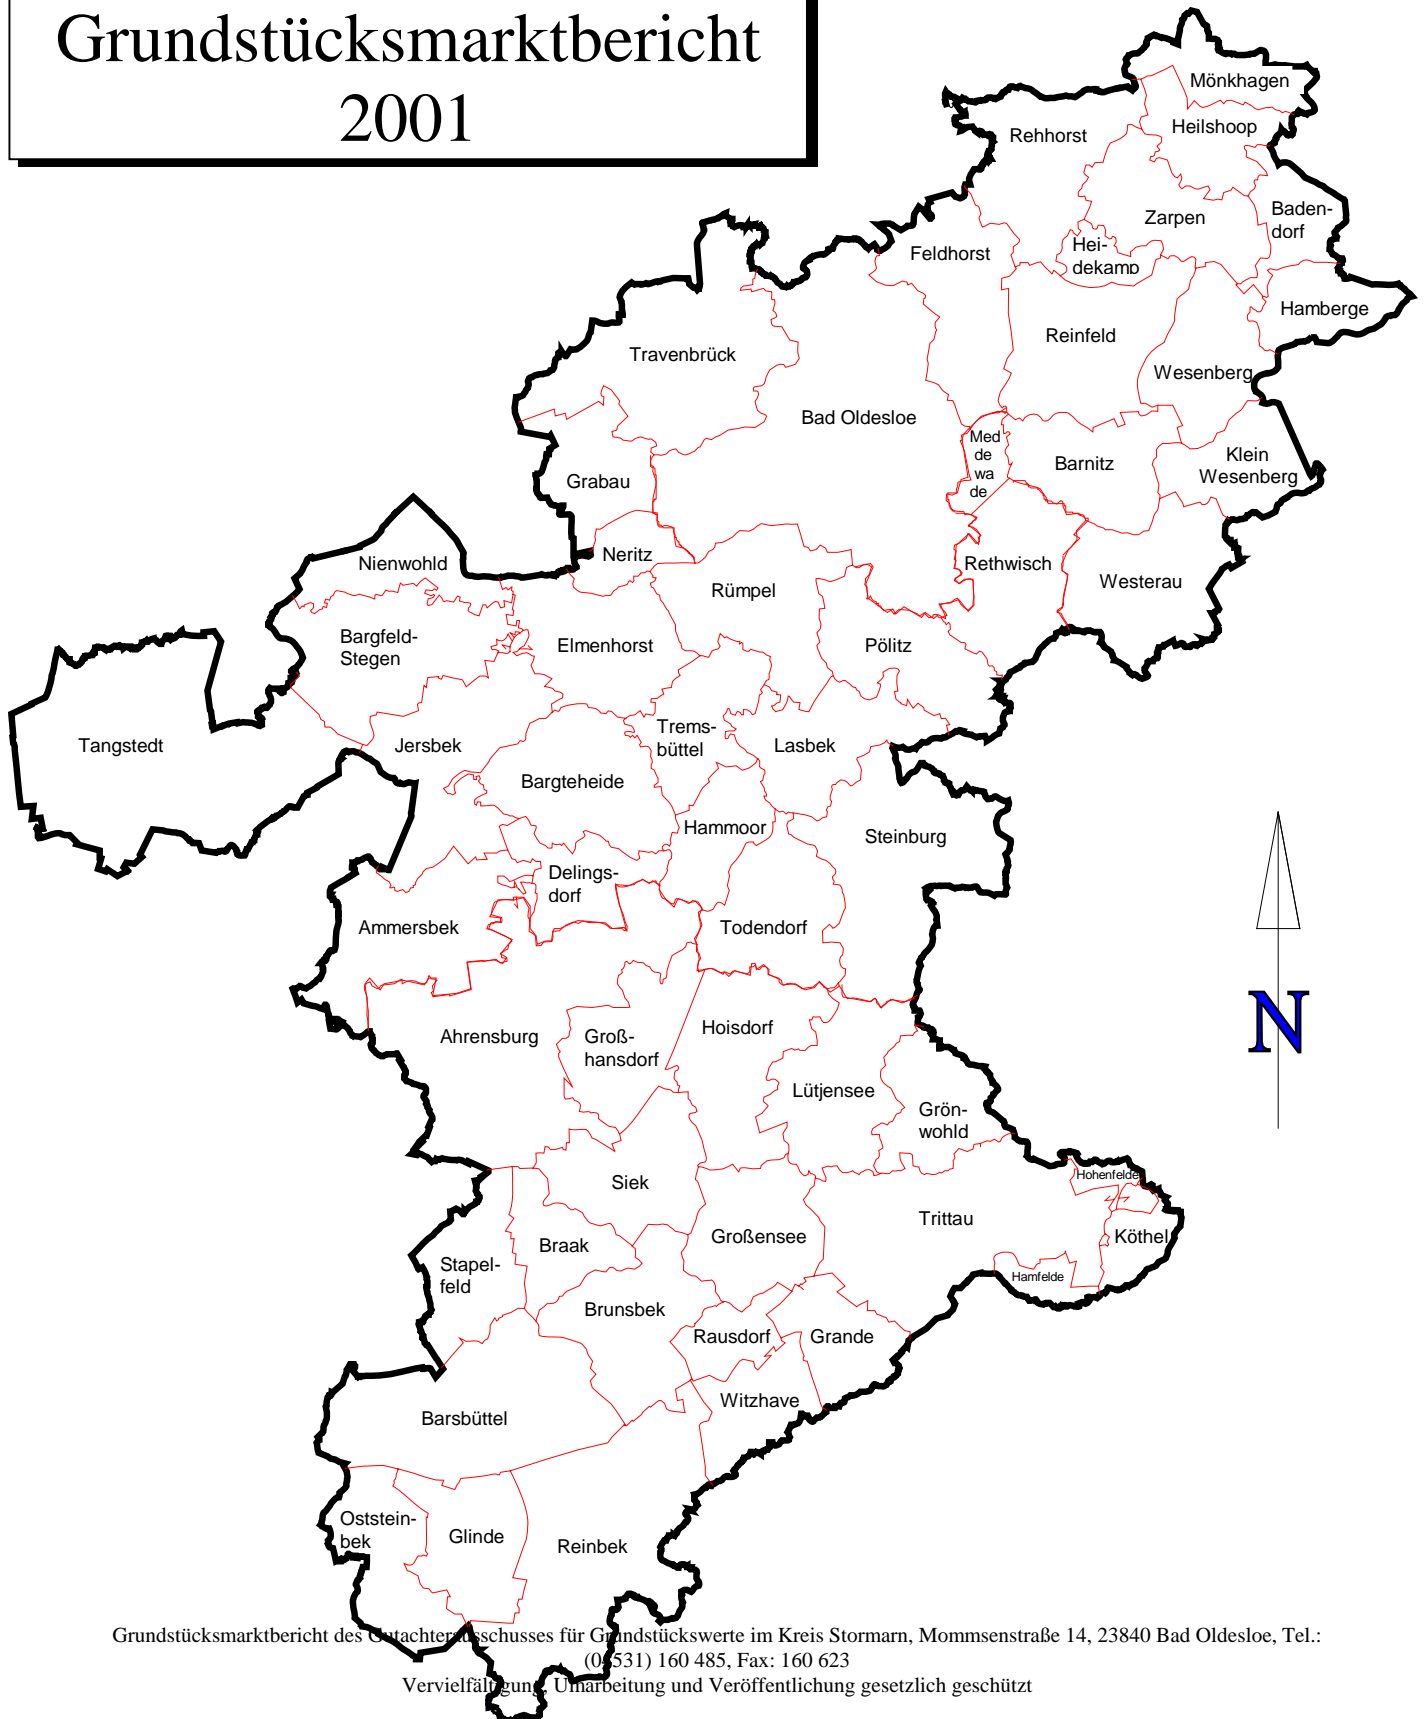 Grundstücksmarktbericht
2001
Mönkhagen
Heilshoop
Rehhorst
Zarpen
Baden-
dorf
Feldhorst
Hei-
dekamp
Hamberge
Reinfeld
Travenbrück
Wesenberg
Bad Oldesloe
Med
de
wa
de
Barnitz
Klein
Wesenberg
Grabau
Neritz
Nienwohld
Rethwisch
Westerau
Rümpel
Bargfeld-
Stegen
Elmenhorst
Pölitz
Tangstedt
Jersbek
Trems-
büttel
Lasbek
Bargteheide
Hammoor
Steinburg
Delings-
dorf
Ammersbek
Todendorf
N
Ahrensburg
Groß-
hansdorf
Hoisdorf
Lütjensee
Grön-
wohld
Siek
Hohenfelde
Trittau
Köthel
Großensee
Braak
Stapel-
feld
Hamfelde
Brunsbek
Rausdorf
Grande
Witzhave
Barsbüttel
Oststein-
bek
Glinde
Reinbek
Grundstücksmarktbericht des Gutachterausschusses für Grundstückswerte im Kreis Stormarn, Mommsenstraße 14, 23840 Bad Oldesloe, Tel.:
(04531) 160 485, Fax: 160 623
Vervielfältigung, Umarbeitung und Veröffentlichung gesetzlich geschützt